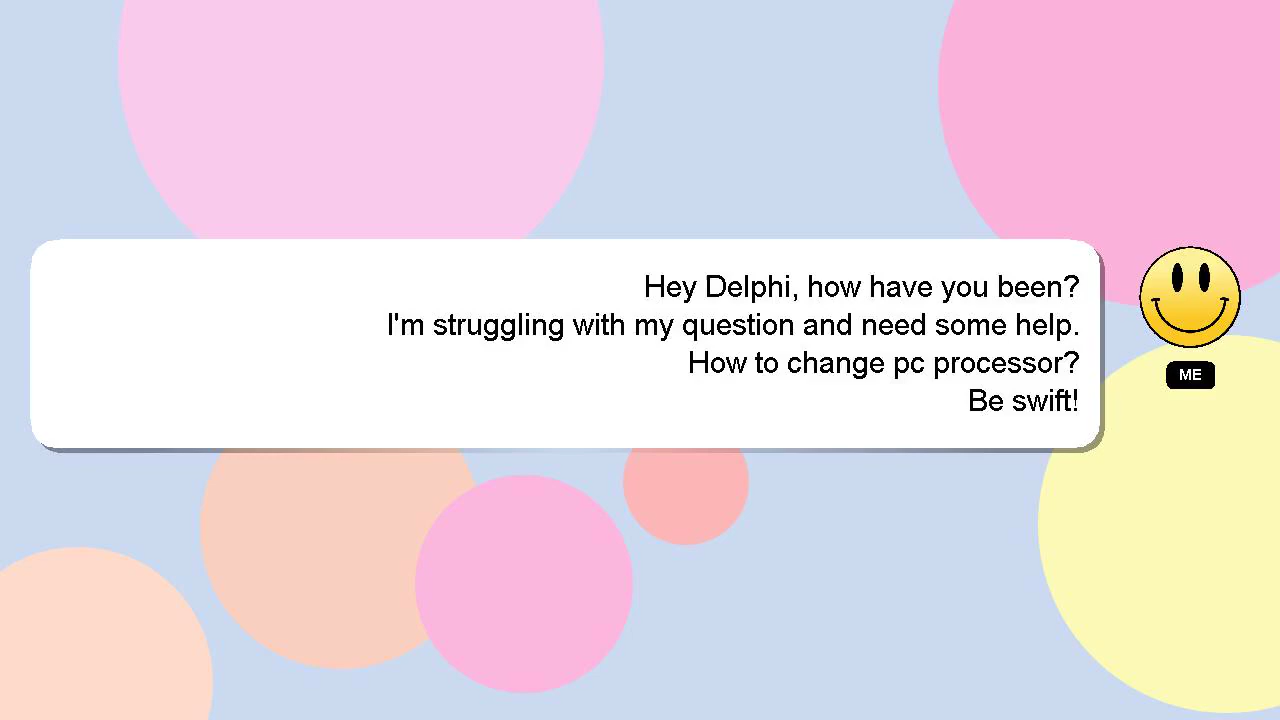 Hey Delphi, how have you been?
I'm struggling with my question and need some help.
How to change pc processor?
Be swift!
ME